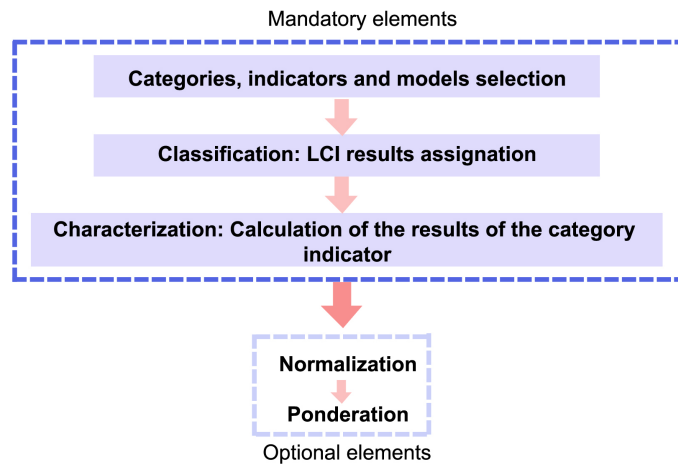 Mandatory elements
Categories, indicators and models selection
Classification: LCI results assignation
Characterization: Calculation of the results of the category
indicator
Normalization
Ponderation
Optional elements